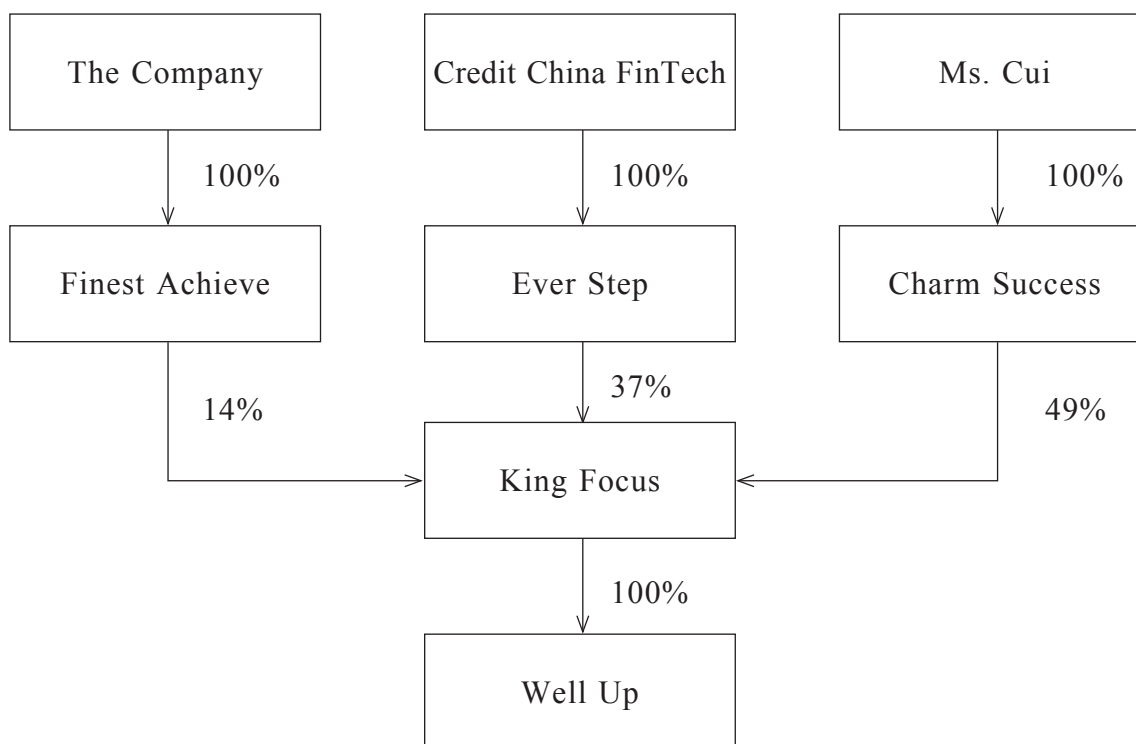 The Company
Credit China FinTech
Ms. Cui
100%
100%
100%
Finest Achieve
Ever Step
Charm Success
14%
37%
49%
King Focus
100%
Well Up